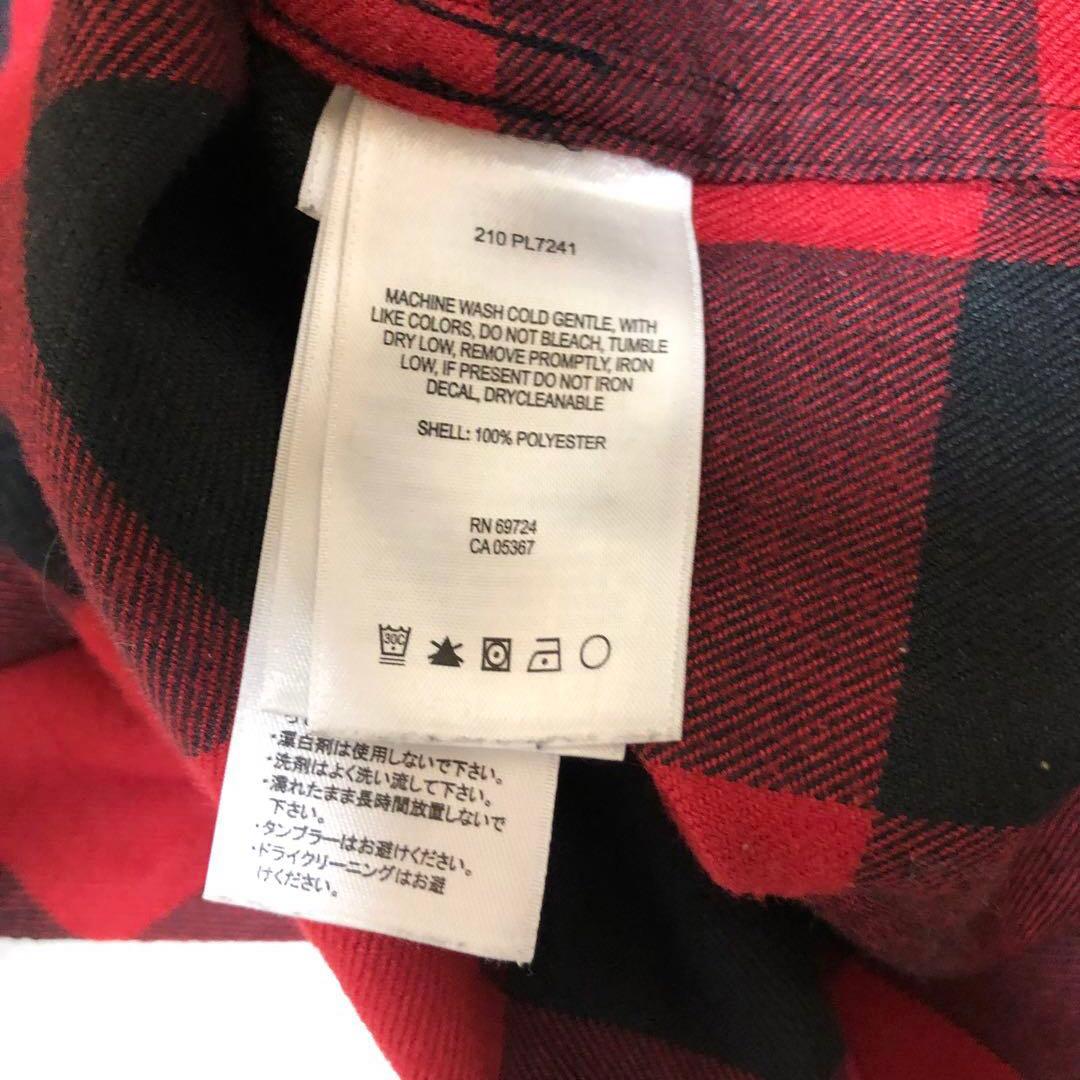 210 PL7241
MACHINE WASH COLD GENTLE, WITH
LIKE COLORS, DO NOT BLEACH, TUMBLE
DRY LOW, REMOVE PROMPTLY, IRON
LOW, IF PRESENT DO NOT IRON
DECAL, DRYCLEANABLE
SHELL: 100% POLYESTER
RN 69724
CA 05367
30C
・漂白剤は使用しないで下さい。
・洗剤はよく洗い流して下さい。
・濡れたまま長時間放置しないで
下さい。
・タンブラーはお避けください。
・ドライクリーニングはお避
けください。